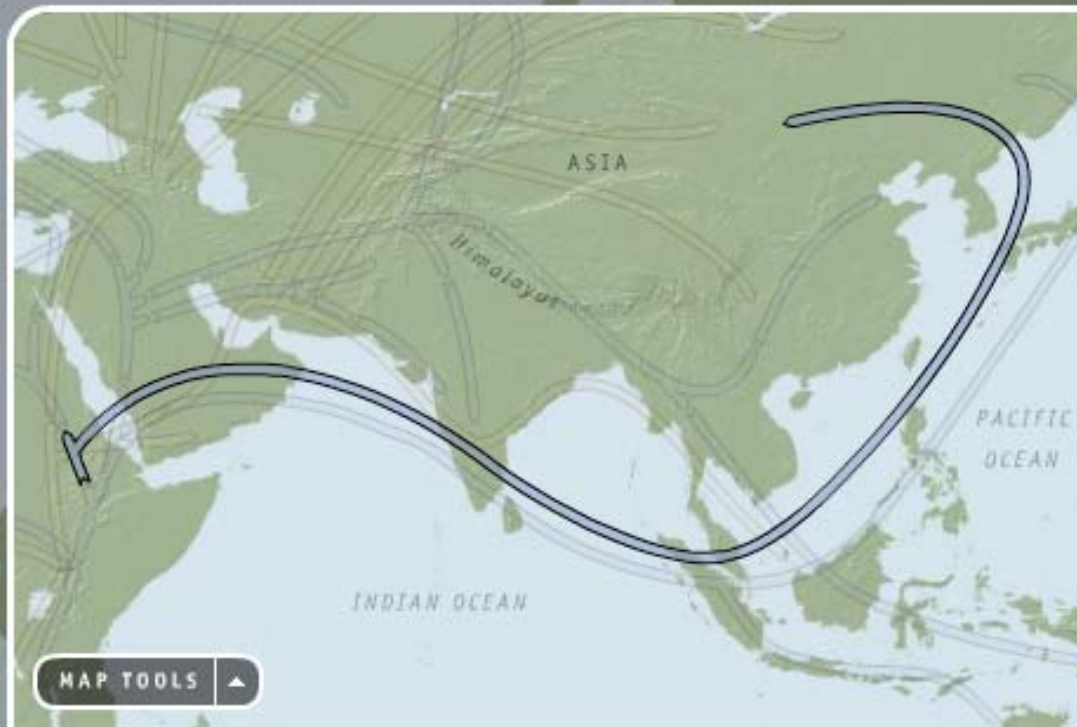 ASIA
Himalayas
PACIFIC
OCEAN
INDIAN OCEAN
MAP TOOLS